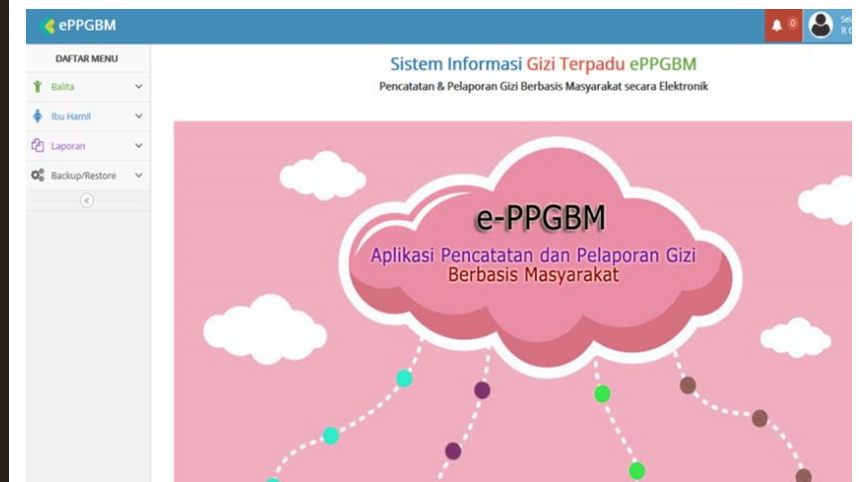 ePPGBM
0
DAFTAR MENU
Balita
Ibu Hamil
Laporan
Backup/Restore
Sistem Informasi Gizi Terpadu ePPGBM
Pencatatan & Pelaporan Gizi Berbasis Masyarakat secara Elektronik
e-PPGBM
Aplikasi Pencatatan dan Pelaporan Gizi
Berbasis Masyarakat